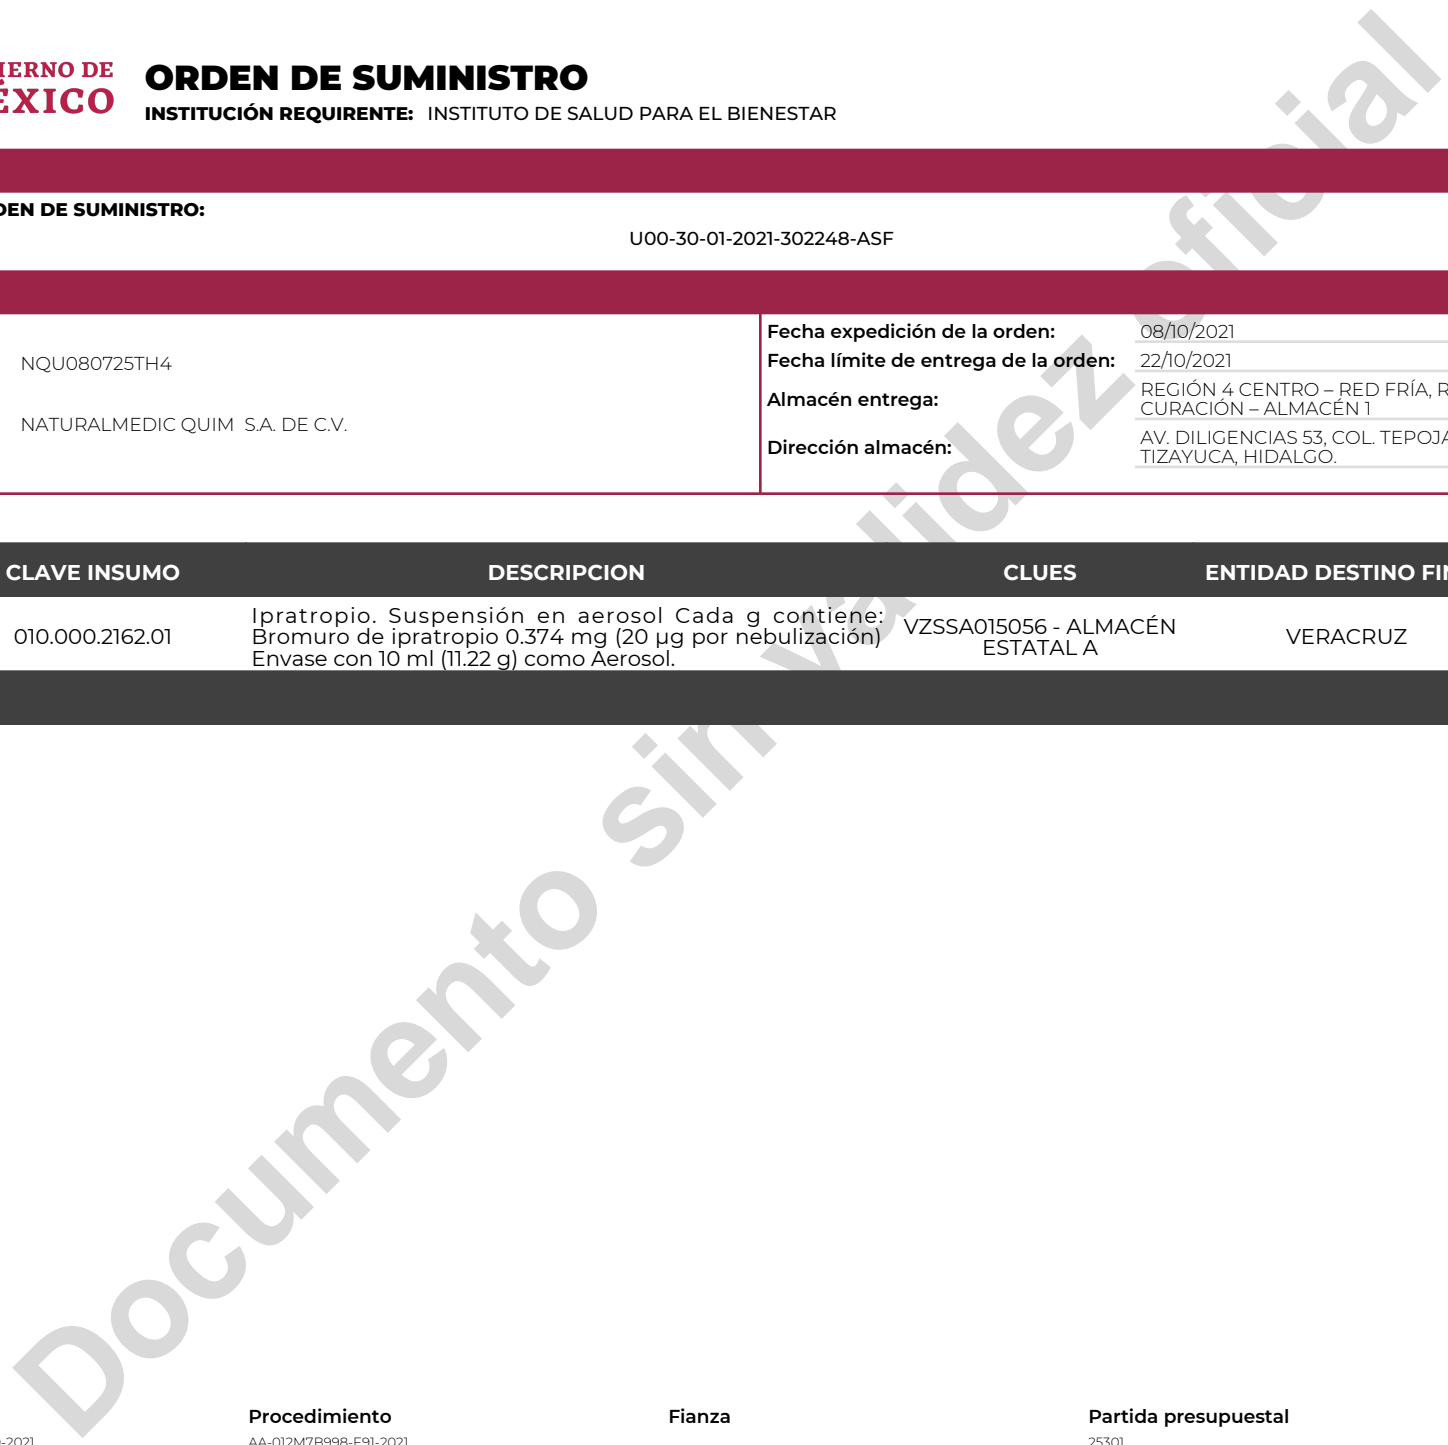 IERNO DE
ÉXICO
ORDEN DE SUMINISTRO
INSTITUCIÓN REQUIRENTE: INSTITUTO DE SALUD PARA EL BIENESTAR
DEN DE SUMINISTRO:
U00-30-01-2021-302248-ASF
NQU080725TH4
NATURALMEDIC QUIM S.A. DE C.V.
Fecha expedición de la orden: 08/10/2021
Fecha límite de entrega de la orden: 22/10/2021
Almacén entrega: REGIÓN 4 CENTRO – RED FRÍA, R
CURACIÓN – ALMACÉN 1
Dirección almacén: AV. DILIGENCIAS 53, COL. TEPOJA
TIZAYUCA, HIDALGO.
CLAVE INSUMO DESCRIPCION CLUES ENTIDAD DESTINO FIN
010.000.2162.01
Ipratropio. Suspensión en aerosol Cada g contiene:
Bromuro de ipratropio 0.374 mg (20 µg por nebulización)
Envase con 10 ml (11.22 g) como Aerosol.
VZSSA015056 - ALMACÉN
ESTATAL A
VERACRUZ
Documento sin validez oficial
Procedimiento Fianza Partida presupuestal
-2021 AA-012M7B998-E91-2021 25301